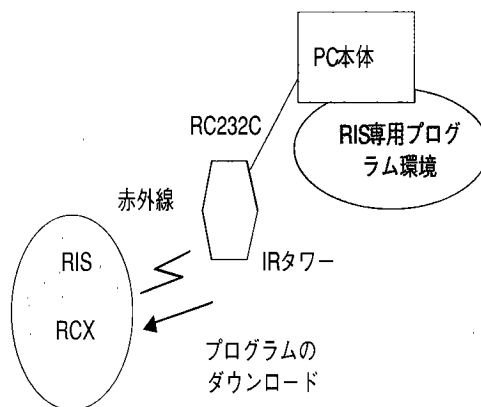 PC本体
RIS専用プログ
ラム環境
RC232C
赤外線
IRタワー
RIS
RCX
プログラムの
ダウンロード